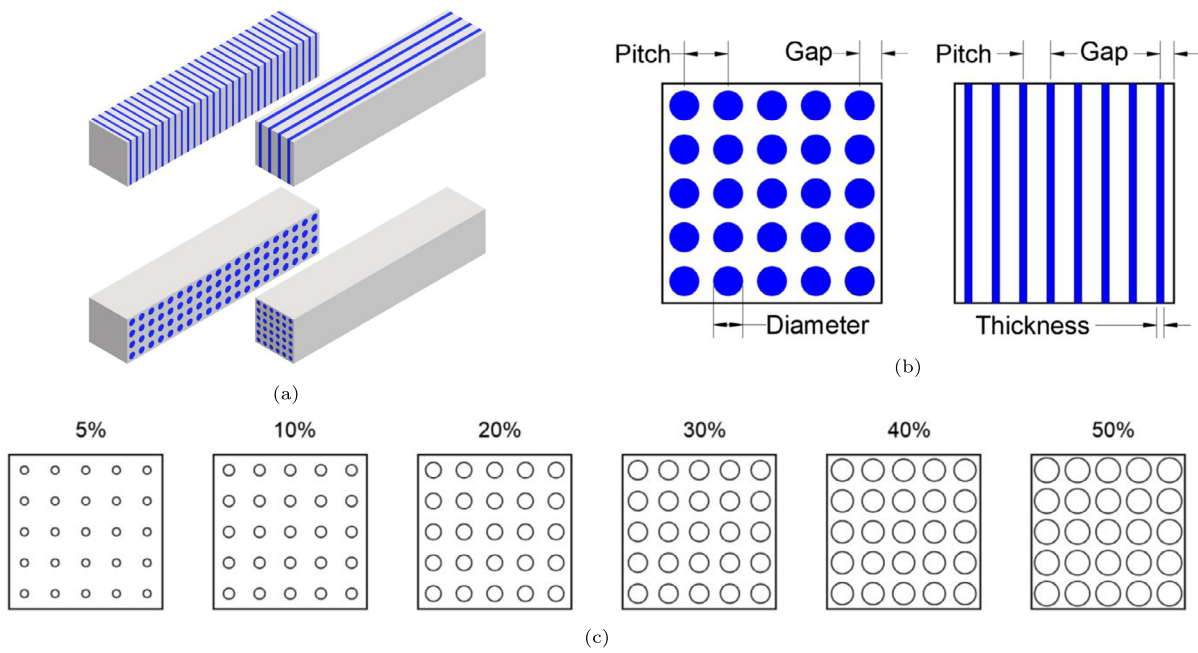 Pitch
Gap
Pitch
Gap
Diameter
Thickness
(a)
(b)
5%
10%
20%
30%
40%
50%
(c)